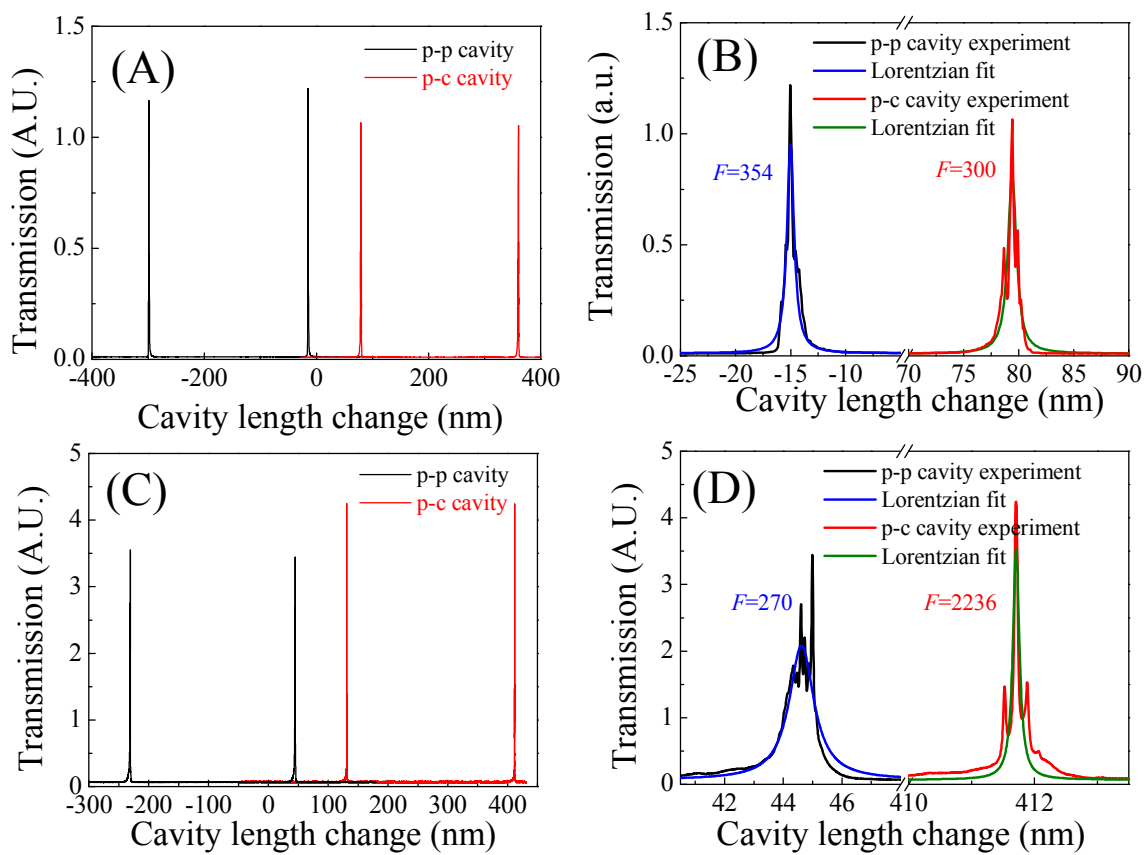 (A)
p-p cavity
p-c cavity
Transmission (A.U.)
1.5
1.0
0.5
0.0
-400 -200 0 200 400
Cavity length change (nm)
(B)
p-p cavity experiment
Lorentzian fit
p-c cavity experiment
Lorentzian fit
F=354
F=300
Transmission (a.u.)
1.5
1.0
0.5
0.0
-25 -20 -15 -10 -5 70 75 80 85 90
Cavity length change (nm)
(C)
p-p cavity
p-c cavity
Transmission (A.U.)
5
4
3
2
1
0
-300 -200 -100 0 100 200 300 400
Cavity length change (nm)
(D)
p-p cavity experiment
Lorentzian fit
p-c cavity experiment
Lorentzian fit
F=270
F=2236
Transmission (A.U.)
5
4
3
2
1
0
42 44 46 410 412
Cavity length change (nm)